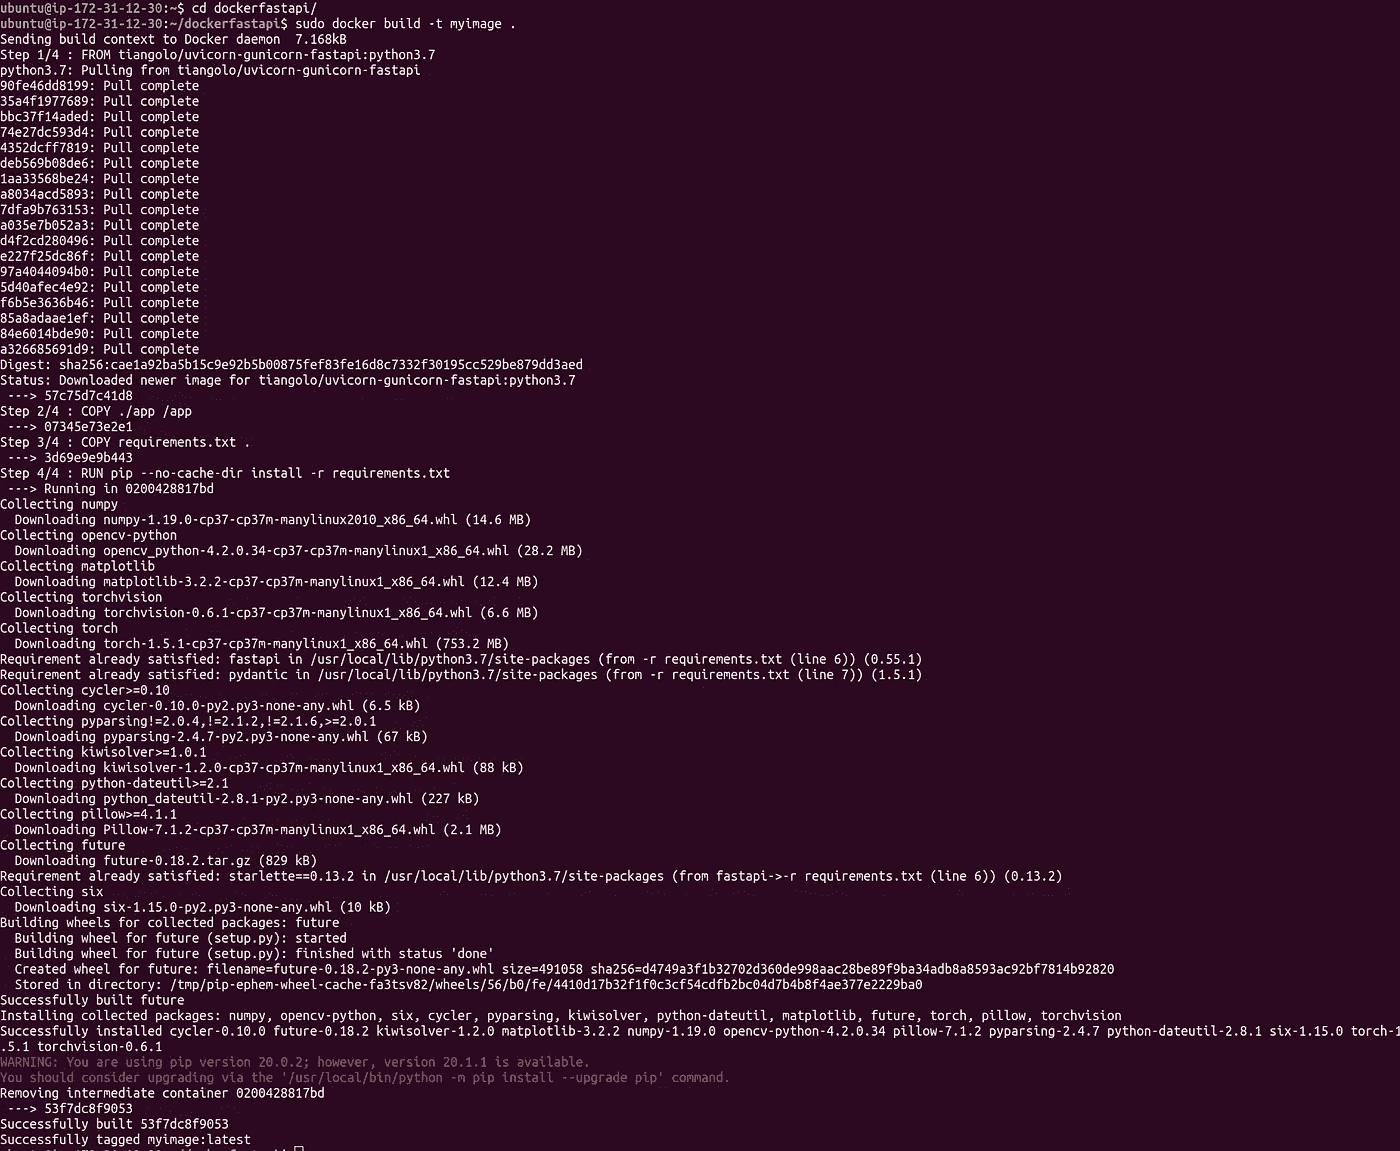 ubuntu@ip-172-31-12-30:~$ cd dockerfastapi/
ubuntu@ip-172-31-12-30:~/dockerfastapi$ sudo docker build -t myimage .
Sending build context to Docker daemon  7.168kB
Step 1/4 : FROM tiangolo/uvicorn-gunicorn-fastapi:python3.7
python3.7: Pulling from tiangolo/uvicorn-gunicorn-fastapi
90fe46dd8199: Pull complete
35a4f1977689: Pull complete
bbc37f14aded: Pull complete
74e27dc593d4: Pull complete
4352dcff7819: Pull complete
deb569b08de6: Pull complete
1aa33568be24: Pull complete
a8034acd5893: Pull complete
7dfa9b763153: Pull complete
a035e7b052a3: Pull complete
d4f2cd280496: Pull complete
e227f25dc86f: Pull complete
97a4044094b0: Pull complete
5d40afec4e92: Pull complete
f6b5e3636b46: Pull complete
85a8adaae1ef: Pull complete
84e6014bde90: Pull complete
a326685691d9: Pull complete
Digest: sha256:cae1a92ba5b15c9e92b5b00875fef83fe16d8c7332f30195cc529be879dd3aed
Status: Downloaded newer image for tiangolo/uvicorn-gunicorn-fastapi:python3.7
 ---> 57c75d7c41d8
Step 2/4 : COPY ./app /app
 ---> 07345e73e2e1
Step 3/4 : COPY requirements.txt .
 ---> 3d69e9e9b443
Step 4/4 : RUN pip --no-cache-dir install -r requirements.txt
 ---> Running in 0200428817bd
Collecting numpy
  Downloading numpy-1.19.0-cp37-cp37m-manylinux2010_x86_64.whl (14.6 MB)
Collecting opencv-python
  Downloading opencv_python-4.2.0.34-cp37-cp37m-manylinux1_x86_64.whl (28.2 MB)
Collecting matplotlib
  Downloading matplotlib-3.2.2-cp37-cp37m-manylinux1_x86_64.whl (12.4 MB)
Collecting torchvision
  Downloading torchvision-0.6.1-cp37-cp37m-manylinux1_x86_64.whl (6.6 MB)
Collecting torch
  Downloading torch-1.5.1-cp37-cp37m-manylinux1_x86_64.whl (753.2 MB)
Requirement already satisfied: fastapi in /usr/local/lib/python3.7/site-packages (from -r requirements.txt (line 6)) (0.55.1)
Requirement already satisfied: pydantic in /usr/local/lib/python3.7/site-packages (from -r requirements.txt (line 7)) (1.5.1)
Collecting cycler>=0.10
  Downloading cycler-0.10.0-py2.py3-none-any.whl (6.5 kB)
Collecting pyparsing!=2.0.4,!=2.1.2,!=2.1.6,>=2.0.1
  Downloading pyparsing-2.4.7-py2.py3-none-any.whl (67 kB)
Collecting kiwisolver>=1.0.1
  Downloading kiwisolver-1.2.0-cp37-cp37m-manylinux1_x86_64.whl (88 kB)
Collecting python-dateutil>=2.1
  Downloading python_dateutil-2.8.1-py2.py3-none-any.whl (227 kB)
Collecting pillow>=4.1.1
  Downloading Pillow-7.1.2-cp37-cp37m-manylinux1_x86_64.whl (2.1 MB)
Collecting future
  Downloading future-0.18.2.tar.gz (829 kB)
Requirement already satisfied: starlette==0.13.2 in /usr/local/lib/python3.7/site-packages (from fastapi->-r requirements.txt (line 6)) (0.13.2)
Collecting six
  Downloading six-1.15.0-py2.py3-none-any.whl (10 kB)
Building wheels for collected packages: future
  Building wheel for future (setup.py): started
  Building wheel for future (setup.py): finished with status 'done'
  Created wheel for future: filename=future-0.18.2-py3-none-any.whl size=491058 sha256=d4749a3f1b32702d360de998aac28be89f9ba34adb8a8593ac92bf7814b92820
  Stored in directory: /tmp/pip-ephem-wheel-cache-fa3tsv82/wheels/56/b0/fe/4410d17b32f1f0c3cf54cdfb2bc04d7b4b8f4ae377e2229ba0
Successfully built future
Installing collected packages: numpy, opencv-python, six, cycler, pyparsing, kiwisolver, python-dateutil, matplotlib, future, torch, pillow, torchvision
Successfully installed cycler-0.10.0 future-0.18.2 kiwisolver-1.2.0 matplotlib-3.2.2 numpy-1.19.0 opencv-python-4.2.0.34 pillow-7.1.2 pyparsing-2.4.7 python-dateutil-2.8.1 six-1.15.0 torch-1
.5.1 torchvision-0.6.1
WARNING: You are using pip version 20.0.2; however, version 20.1.1 is available.
You should consider upgrading via the '/usr/local/bin/python -m pip install --upgrade pip' command.
Removing intermediate container 0200428817bd
 ---> 53f7dc8f9053
Successfully built 53f7dc8f9053
Successfully tagged myimage:latest